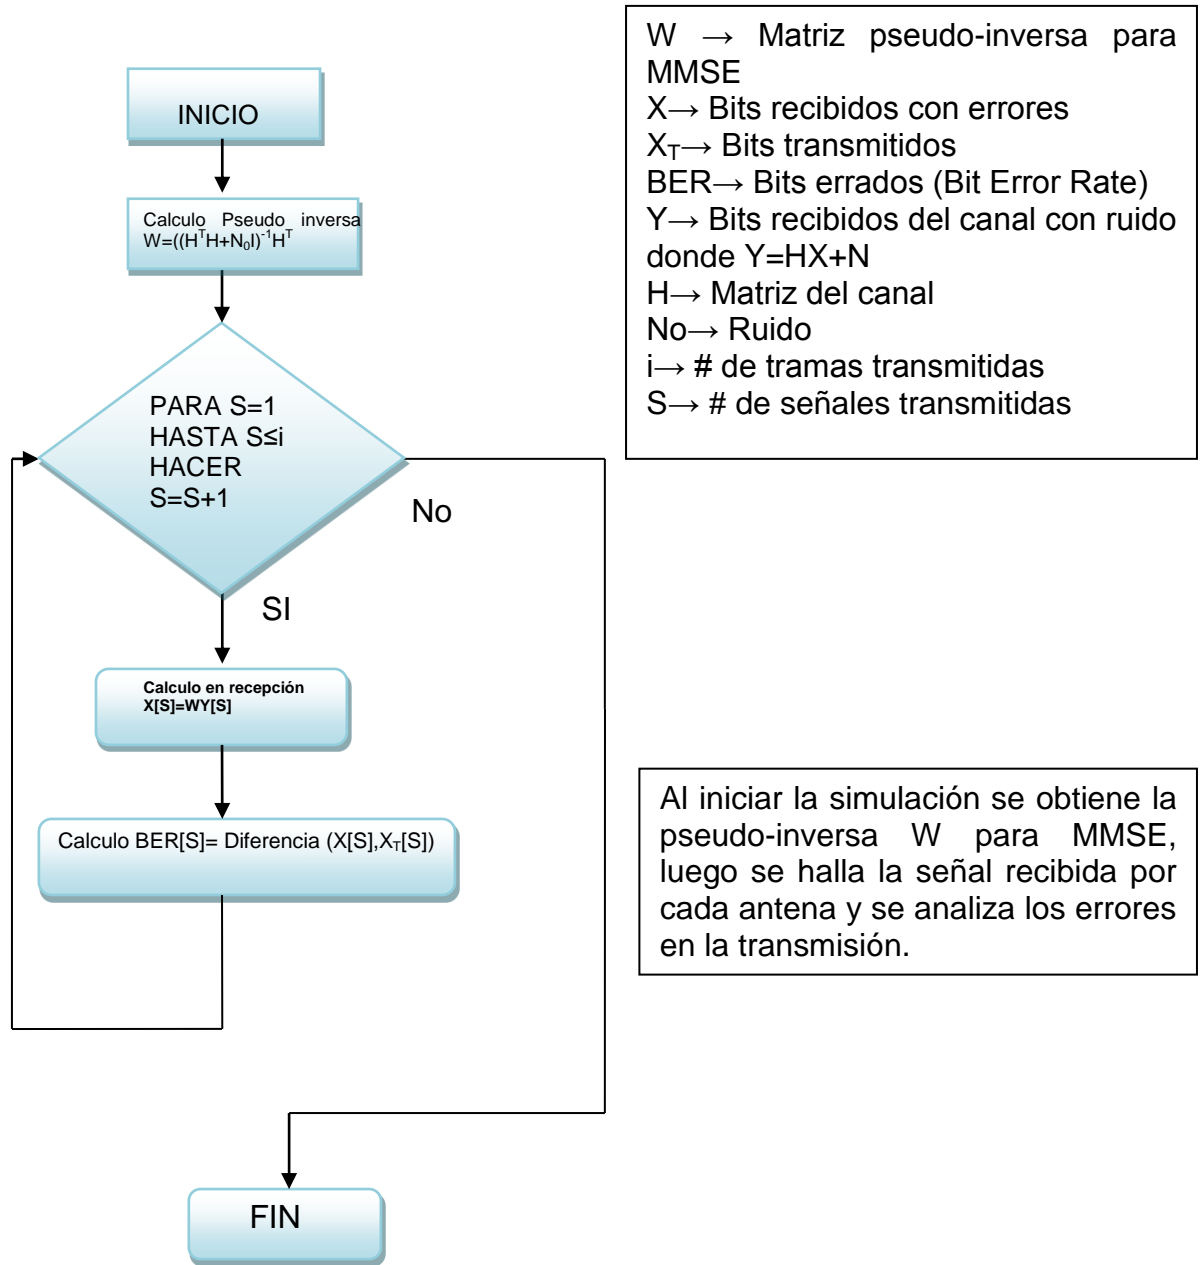 INICIO
Calculo Pseudo inversa
W=((HᵀH+N₀I)⁻¹Hᵀ
PARA S=1
HASTA S≤i
HACER
S=S+1
No
SI
Calculo en recepción
X[S]=WY[S]
Calculo BER[S]= Diferencia (X[S],X_T[S])
FIN
W → Matriz pseudo-inversa para
MMSE
X→ Bits recibidos con errores
X_T→ Bits transmitidos
BER→ Bits errados (Bit Error Rate)
Y→ Bits recibidos del canal con ruido
donde Y=HX+N
H→ Matriz del canal
No→ Ruido
i→ # de tramas transmitidas
S→ # de señales transmitidas
Al iniciar la simulación se obtiene la
pseudo-inversa W para MMSE,
luego se halla la señal recibida por
cada antena y se analiza los errores
en la transmisión.